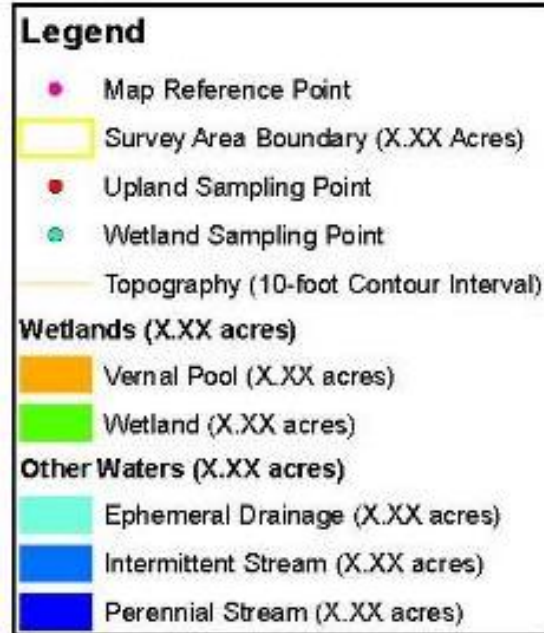 Legend
Map Reference Point
Survey Area Boundary (X.XX Acres)
Upland Sampling Point
Wetland Sampling Point
Topography (10-foot Contour Interval)
Wetlands (X.XX acres)
Vernal Pool (X.XX acres)
Wetland (X.XX acres)
Other Waters (X.XX acres)
Ephemeral Drainage (X.XX acres)
Intermittent Stream (X.XX acres)
Perennial Stream (X.XX acres)